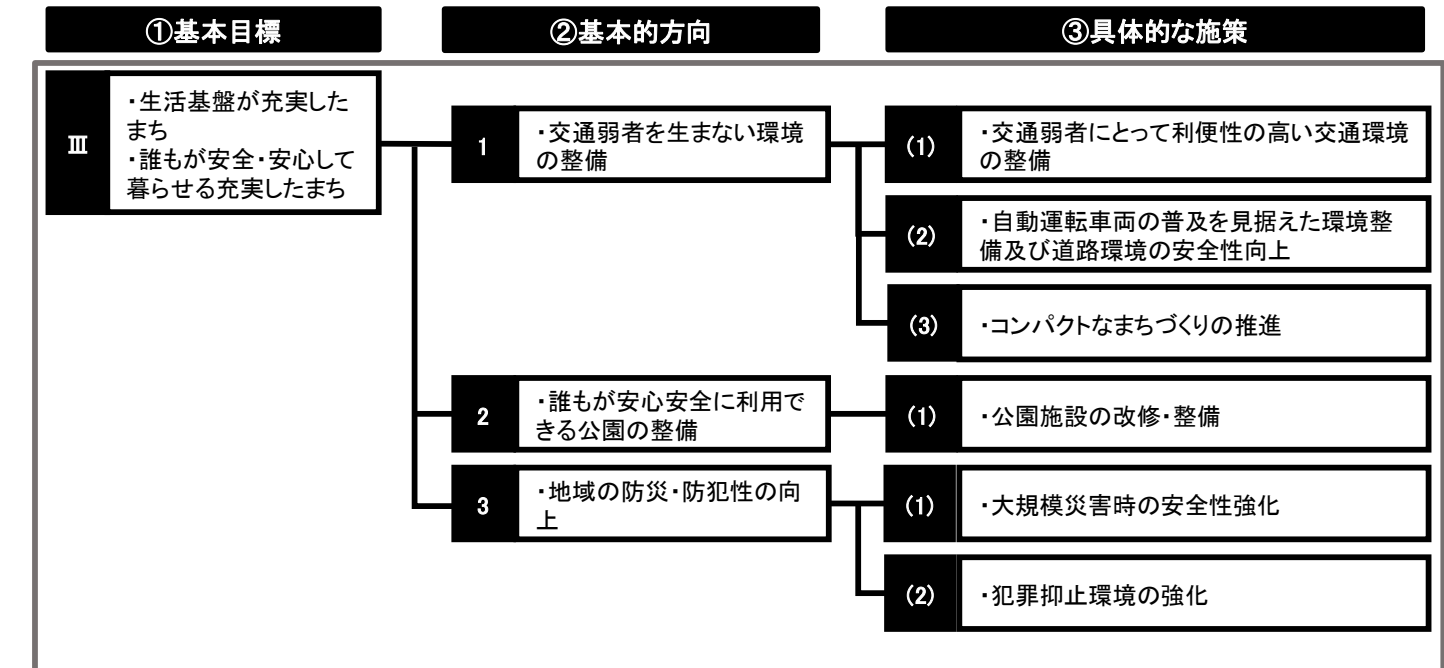 ①基本目標
②基本的方向
③具体的な施策
Ⅲ
・生活基盤が充実した
まち
・誰もが安全・安心して
暮らせる充実したまち
1
・交通弱者を生まない環境
の整備
(1)
・交通弱者にとって利便性の高い交通環境
の整備
(2)
・自動運転車両の普及を見据えた環境整
備及び道路環境の安全性向上
(3)
・コンパクトなまちづくりの推進
2
・誰もが安心安全に利用で
きる公園の整備
(1)
・公園施設の改修・整備
3
・地域の防災・防犯性の向
上
(1)
・大規模災害時の安全性強化
(2)
・犯罪抑止環境の強化